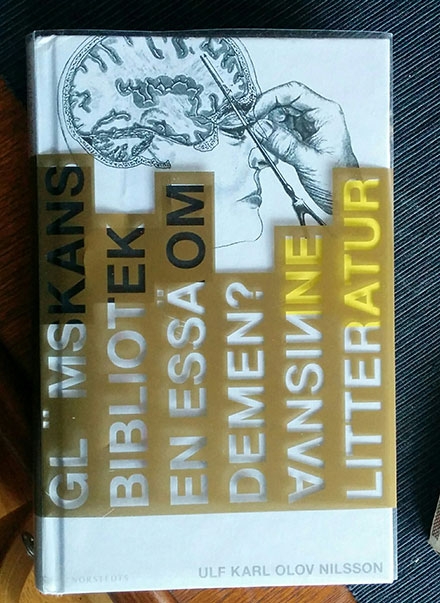 GL¨MSKANS
BIBLIOTEK
EN ESSÄ OM
DEMEN?
VANSINNE
LITTERATUR
NORSTEDTS
ULF KARL OLOV NILSSON